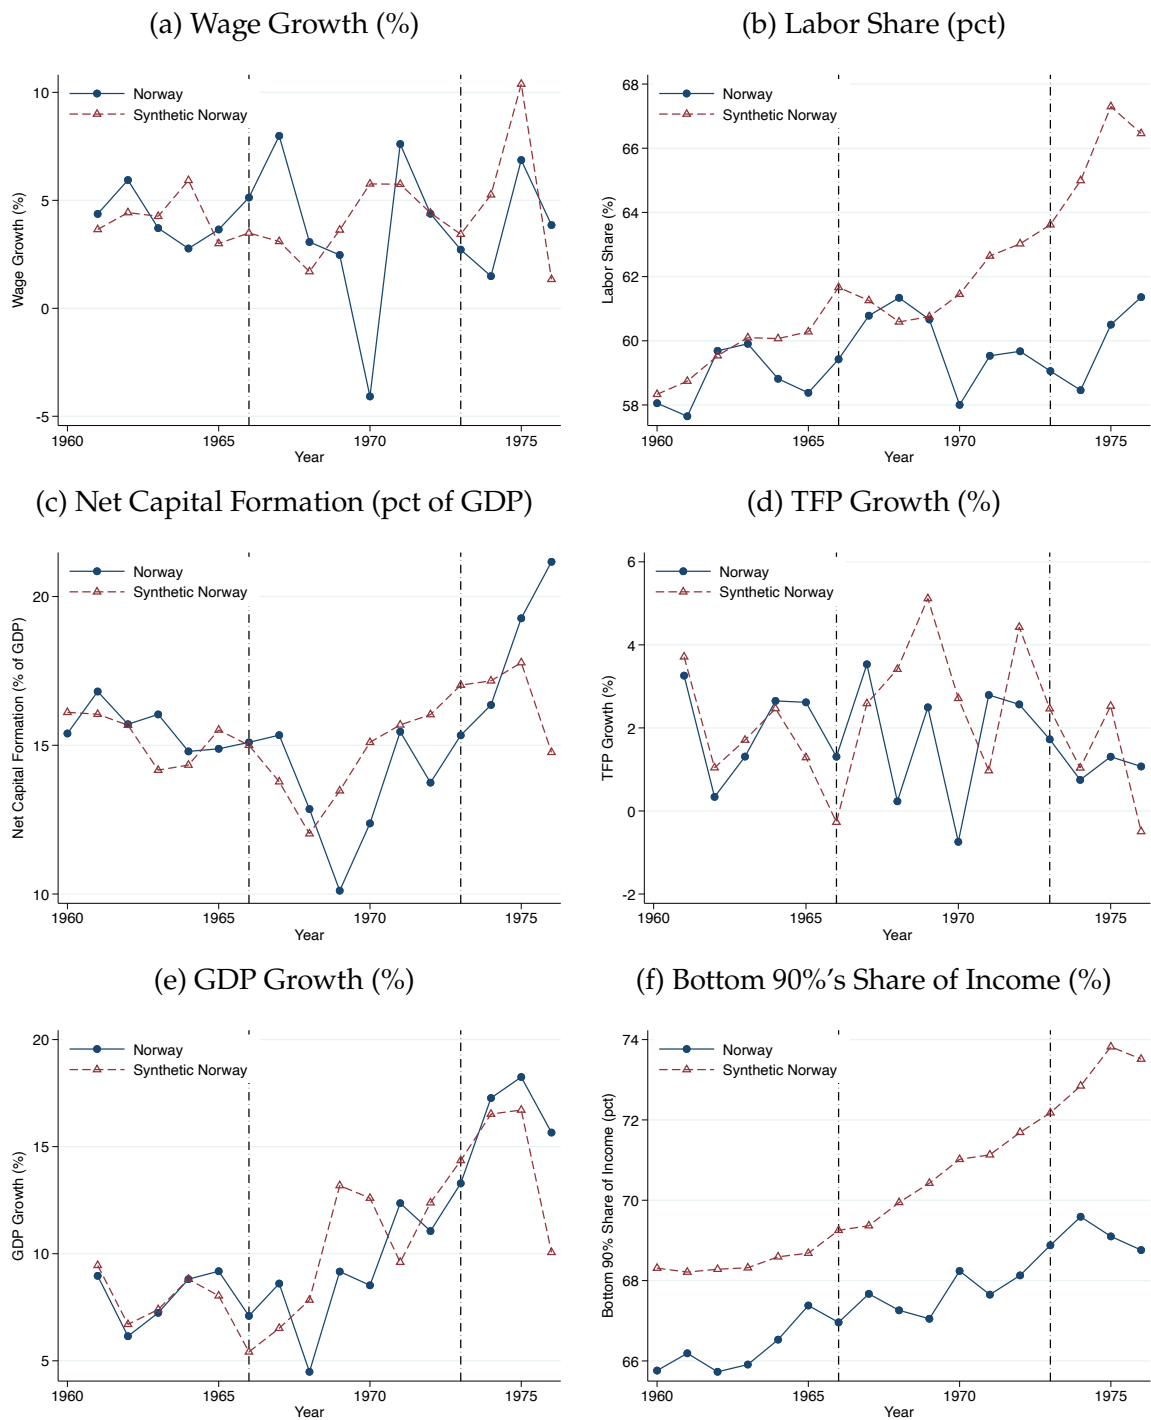 (a) Wage Growth (%)
Norway
Synthetic Norway
Wage Growth (%)
10
5
0
-5
1960
1965
1970
1975
Year
(b) Labor Share (pct)
Norway
Synthetic Norway
Labor Share (%)
68
66
64
62
60
58
1960
1965
1970
1975
Year
(c) Net Capital Formation (pct of GDP)
Norway
Synthetic Norway
Net Capital Formation (% of GDP)
20
15
10
1960
1965
1970
1975
Year
(d) TFP Growth (%)
Norway
Synthetic Norway
TFP Growth (%)
6
4
2
0
-2
1960
1965
1970
1975
Year
(e) GDP Growth (%)
Norway
Synthetic Norway
GDP Growth (%)
20
15
10
5
1960
1965
1970
1975
Year
(f) Bottom 90%'s Share of Income (%)
Norway
Synthetic Norway
Bottom 90% Share of Income (pct)
74
72
70
68
66
1960
1965
1970
1975
Year